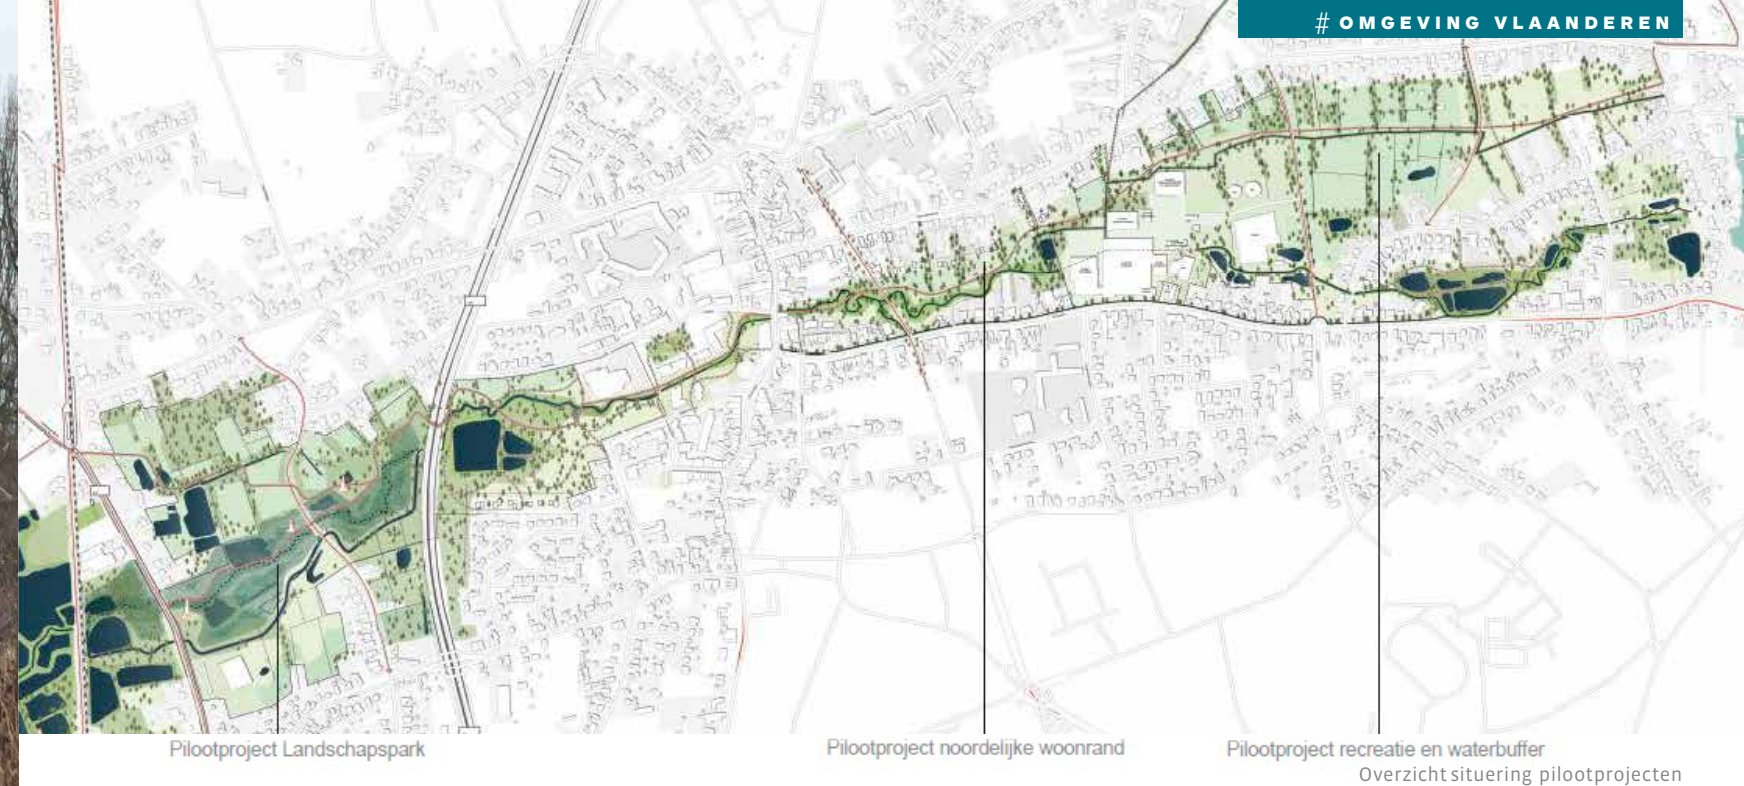 # OMGEVING VLAANDEREN
Pilootproject Landschapspark
Pilootproject noordelijke woonrand
Pilootproject recreatie en waterbuffer
Overzicht situering pilootprojecten